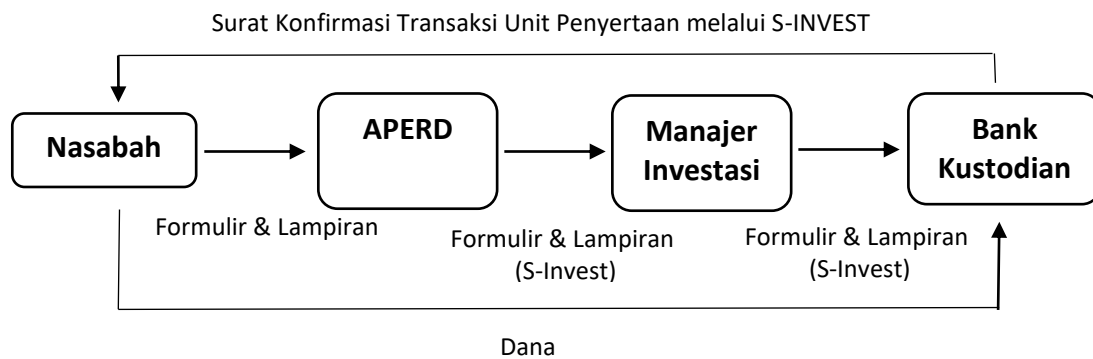 Surat Konfirmasi Transaksi Unit Penyertaan melalui S-INVEST
Nasabah
APERD
Manajer
Investasi
Bank
Kustodian
Formulir & Lampiran
Formulir & Lampiran
(S-Invest)
Formulir & Lampiran
(S-Invest)
Dana